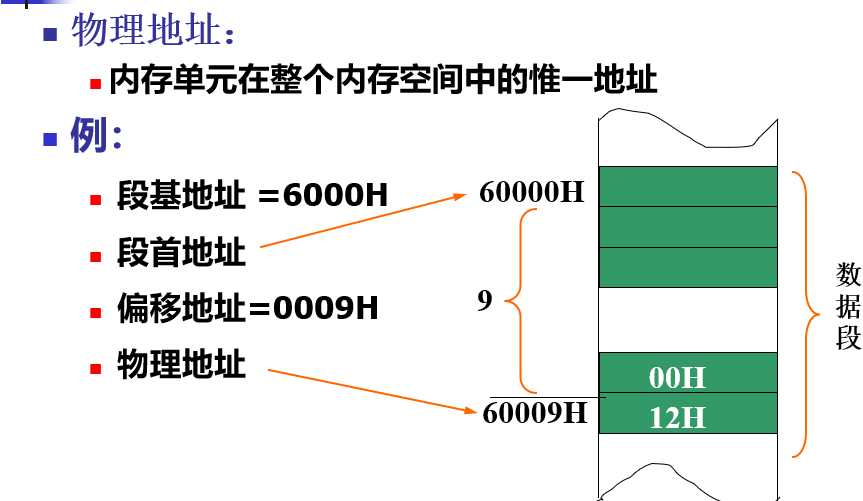 物理地址：
内存单元在整个内存空间中的惟一地址
例：
段基地址 =6000H
段首地址
偏移地址=0009H
物理地址
60000H
9
60009H
00H
12H
数据段